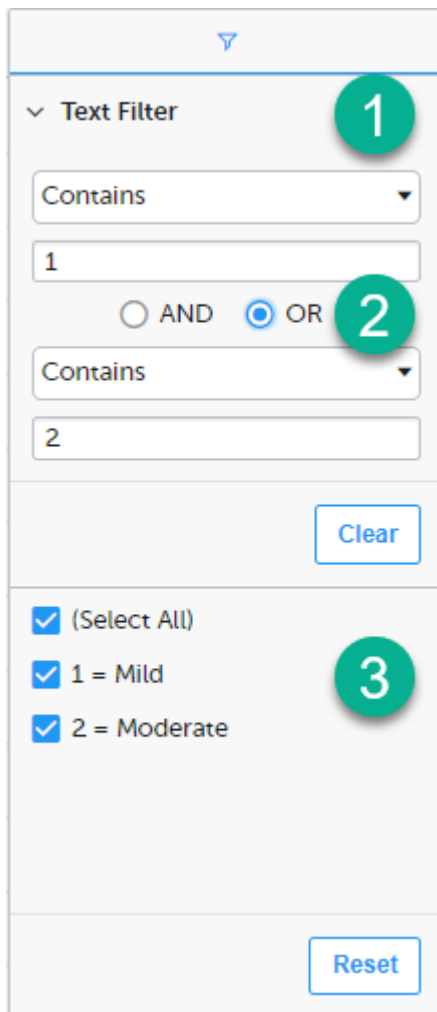 Text Filter
1
Contains
1
AND OR
2
Contains
2
Clear
(Select All)
1 = Mild
3
2 = Moderate
Reset